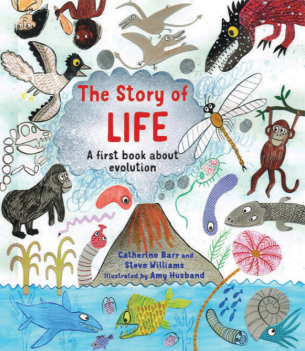 The Story of
LIFE
A first book about
evolution
Catherine Barr and
Steve Williams
Illustrated by Amy Husband